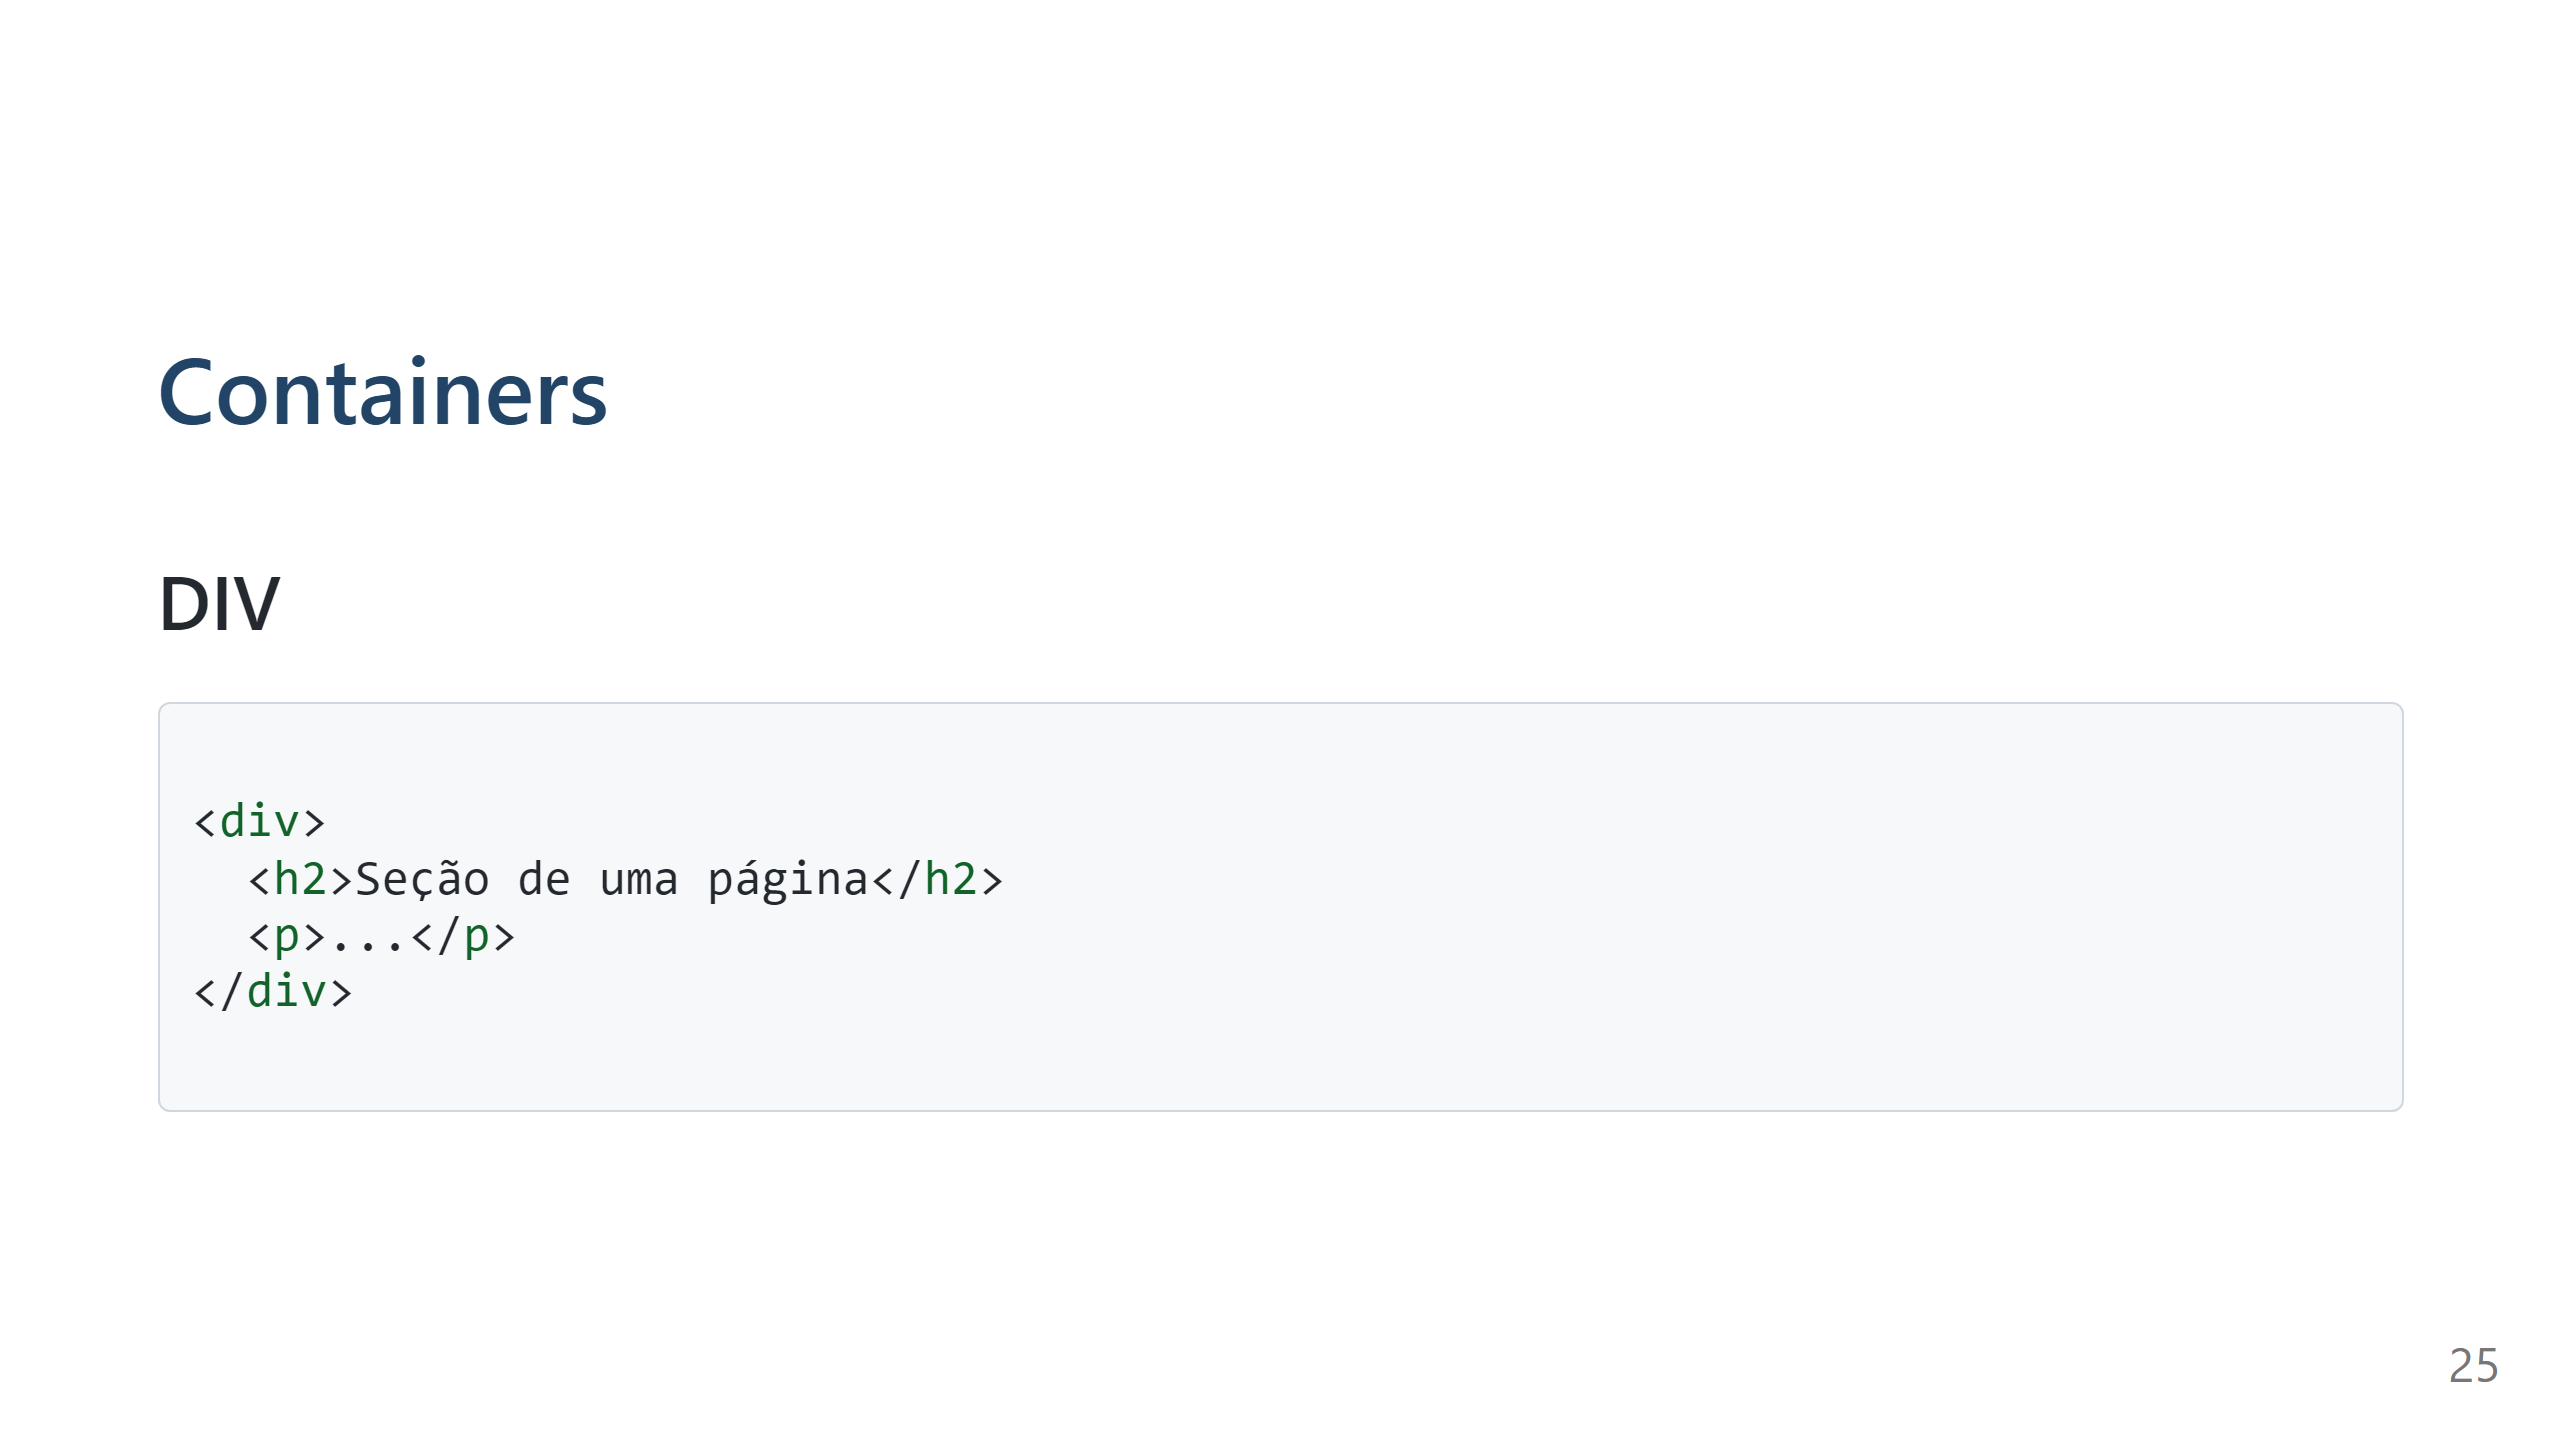 Containers
DIV
<div>
  <h2>Seção de uma página</h2>
  <p>...</p>
</div>
25